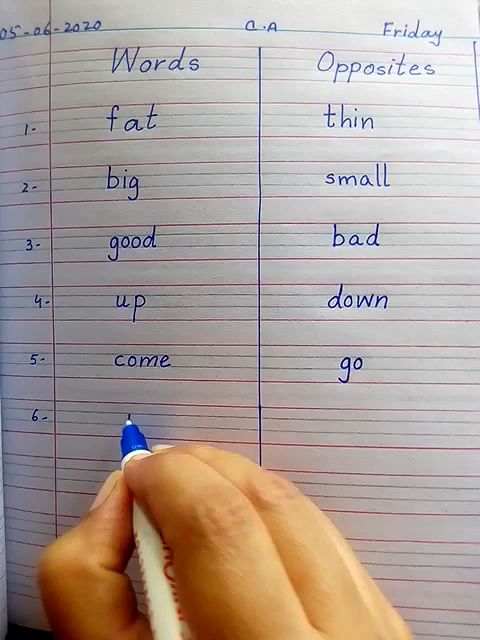 05-06-2020 C.A Friday
Words Opposites
1- fat thin
2- big small
3- good bad
4- up down
5- come go
6-